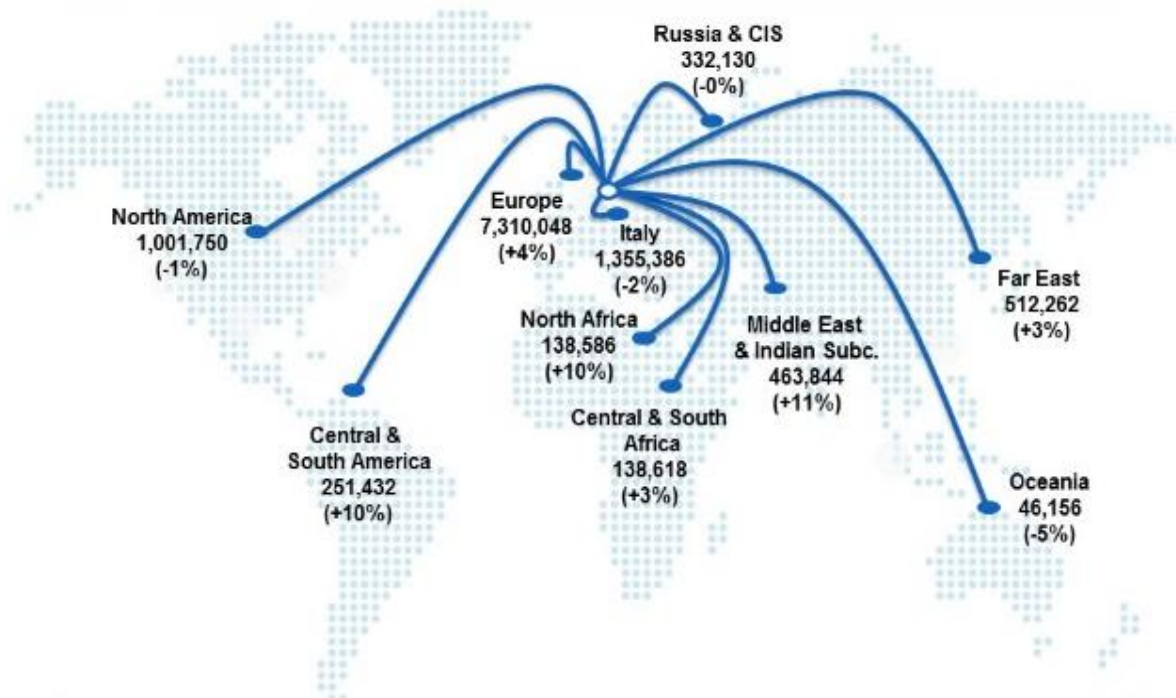 Russia & CIS
332,130
(-0%)
North America
1,001,750
(-1%)
Europe
7,310,048
(+4%)
Italy
1,355,386
(-2%)
Far East
512,262
(+3%)
North Africa
138,586
(+10%)
Middle East
& Indian Subc.
463,844
(+11%)
Central & South
Africa
138,618
(+3%)
Central &
South America
251,432
(+10%)
Oceania
46,156
(-5%)